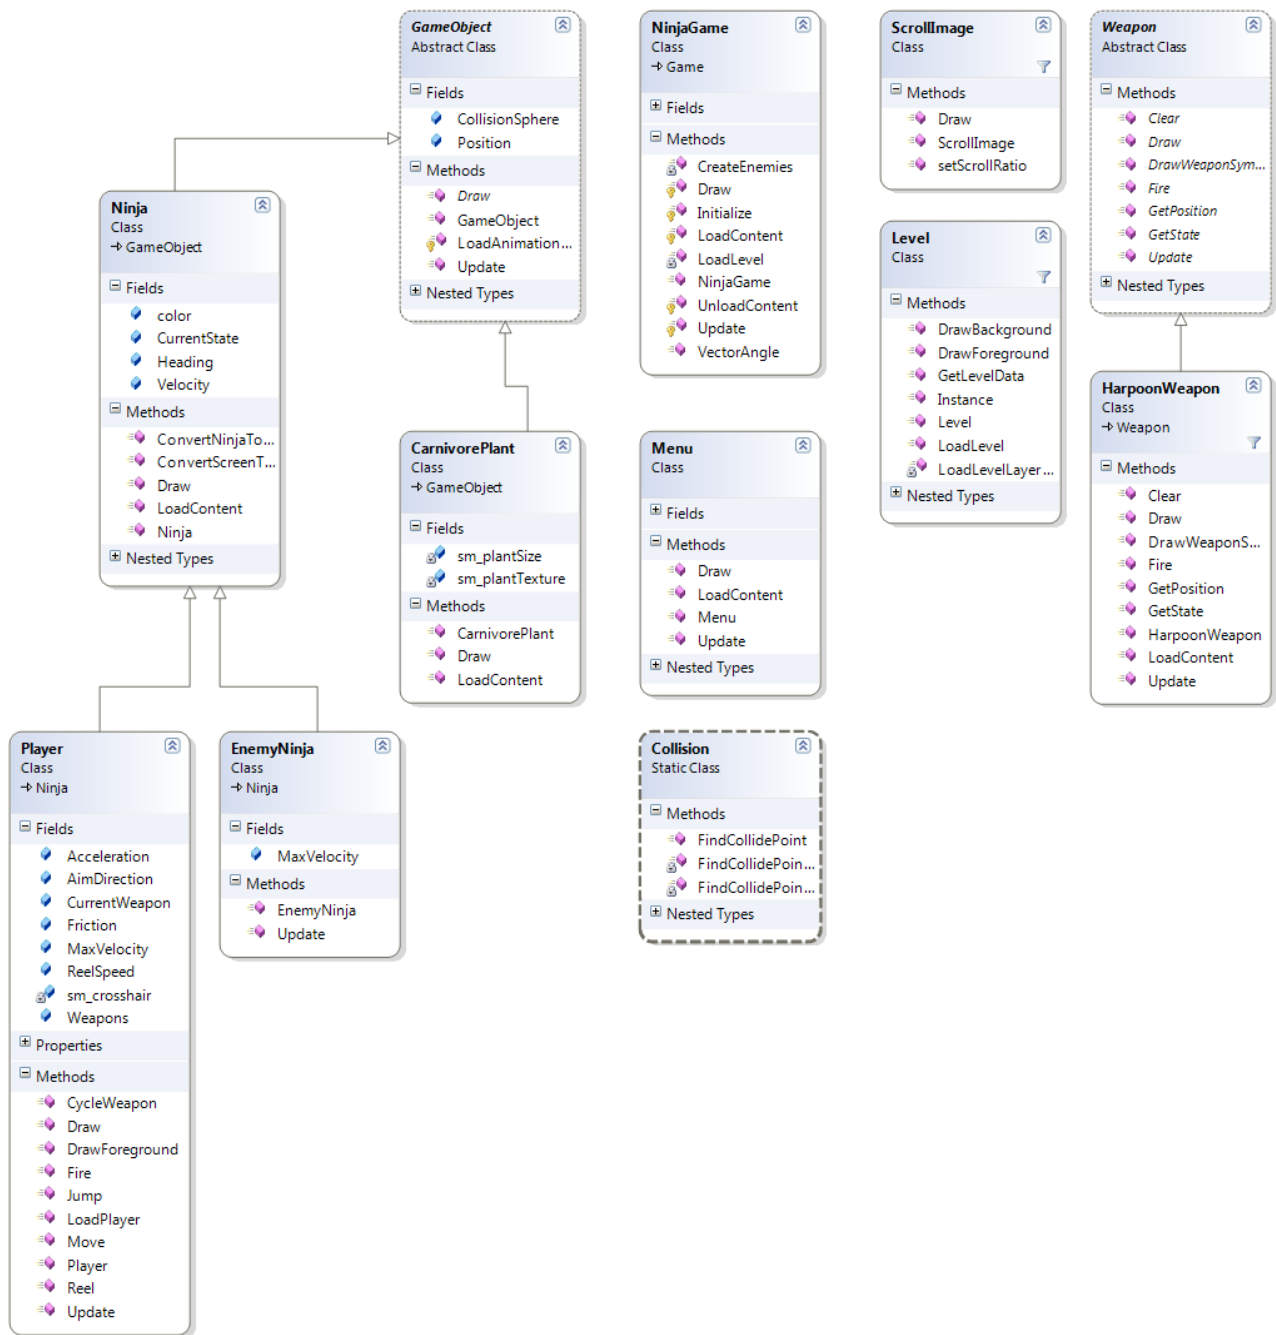 GameObject
Abstract Class
Fields
CollisionSphere
Position
Methods
Draw
GameObject
LoadAnimation...
Update
Nested Types
NinjaGame
Class
Game
Fields
Methods
CreateEnemies
Draw
Initialize
LoadContent
LoadLevel
NinjaGame
UnloadContent
Update
VectorAngle
ScrollImage
Class
Methods
Draw
ScrollImage
setScrollRatio
Weapon
Abstract Class
Methods
Clear
Draw
DrawWeaponSym...
Fire
GetPosition
GetState
Update
Nested Types
Ninja
Class
GameObject
Fields
color
CurrentState
Heading
Velocity
Methods
ConvertNinjaTo...
ConvertScreenT...
Draw
LoadContent
Ninja
Nested Types
Level
Class
Methods
DrawBackground
DrawForeground
GetLevelData
Instance
Level
LoadLevel
LoadLevelLayer...
Nested Types
HarpoonWeapon
Class
Weapon
Methods
Clear
Draw
DrawWeaponS...
Fire
GetPosition
GetState
HarpoonWeapon
LoadContent
Update
CarnivorePlant
Class
GameObject
Fields
sm_plantSize
sm_plantTexture
Methods
CarnivorePlant
Draw
LoadContent
Menu
Class
Fields
Methods
Draw
LoadContent
Menu
Update
Nested Types
Player
Class
Ninja
Fields
Acceleration
AimDirection
CurrentWeapon
Friction
MaxVelocity
ReelSpeed
sm_crosshair
Weapons
Properties
Methods
CycleWeapon
Draw
DrawForeground
Fire
Jump
LoadPlayer
Move
Player
Reel
Update
EnemyNinja
Class
Ninja
Fields
MaxVelocity
Methods
EnemyNinja
Update
Collision
Static Class
Methods
FindCollidePoint
FindCollidePoin...
FindCollidePoin...
Nested Types